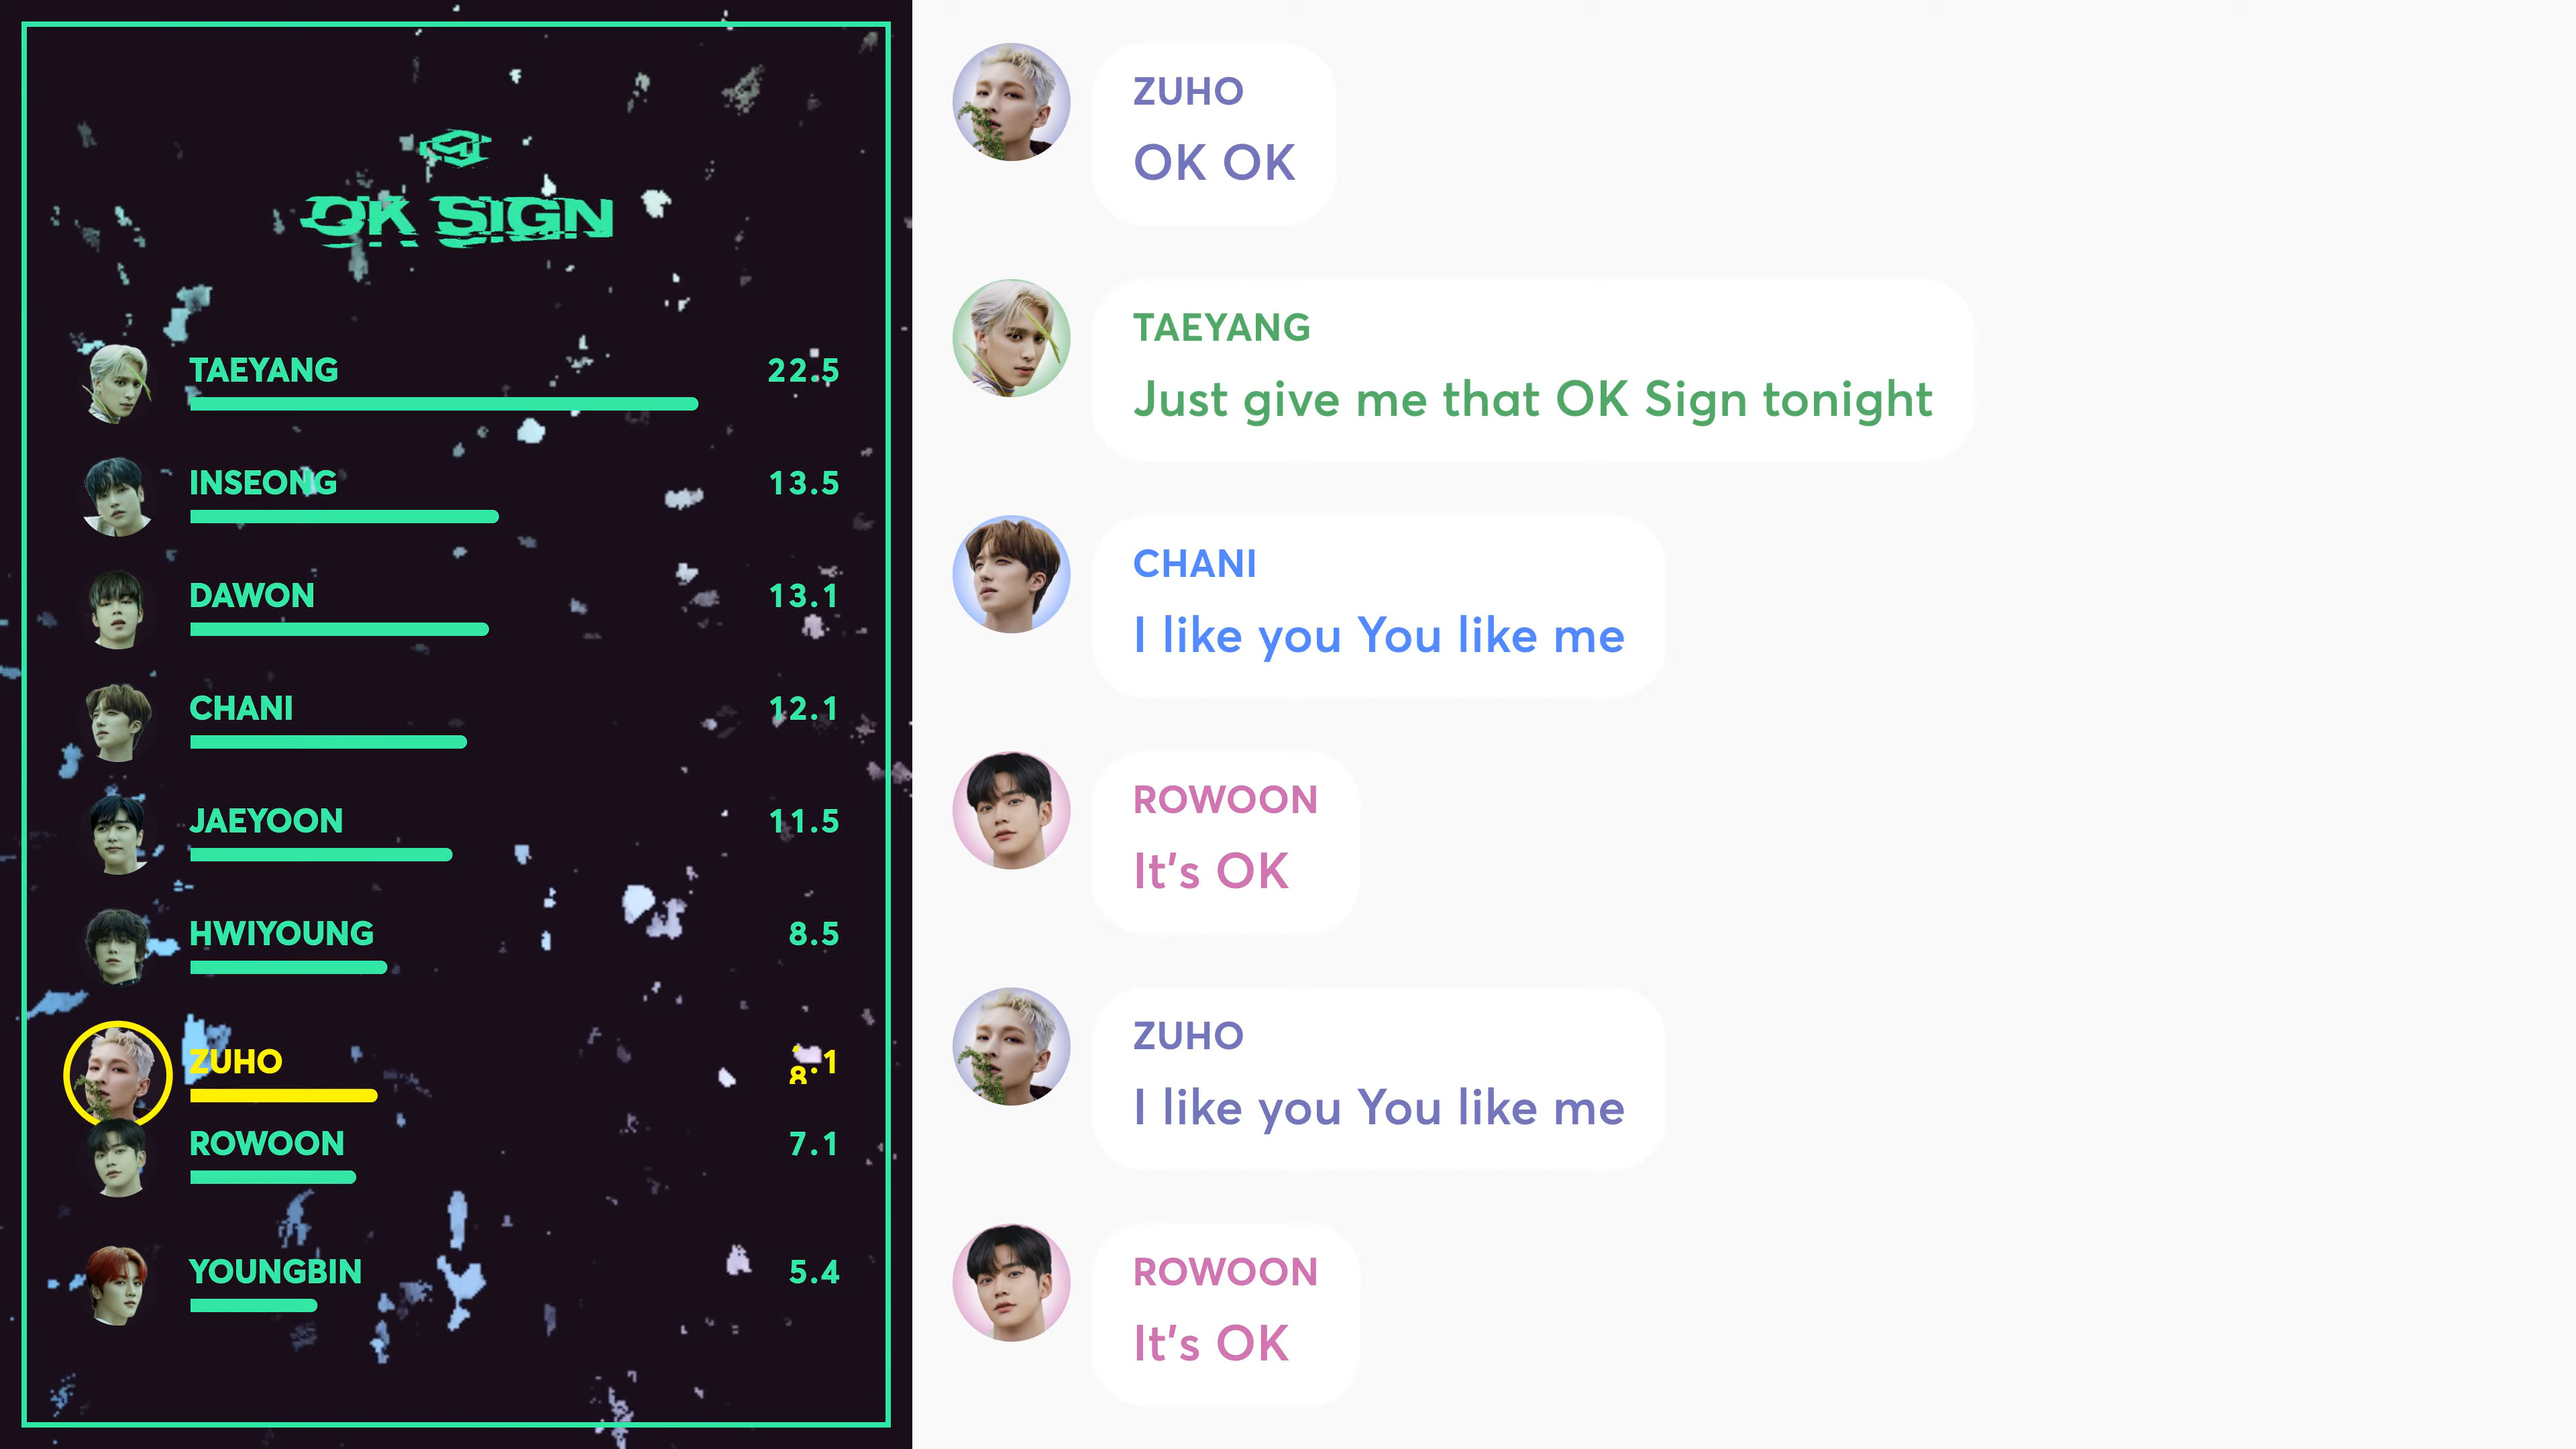 OK SIGN
TAEYANG 22.5
INSEONG 13.5
DAWON 13.1
CHANI 12.1
JAEYOON 11.5
HWIYOUNG 8.5
ZUHO 8.1
ROWOON 7.1
YOUNGBIN 5.4
ZUHO
OK OK
TAEYANG
Just give me that OK Sign tonight
CHANI
I like you You like me
ROWOON
It's OK
ZUHO
I like you You like me
ROWOON
It's OK